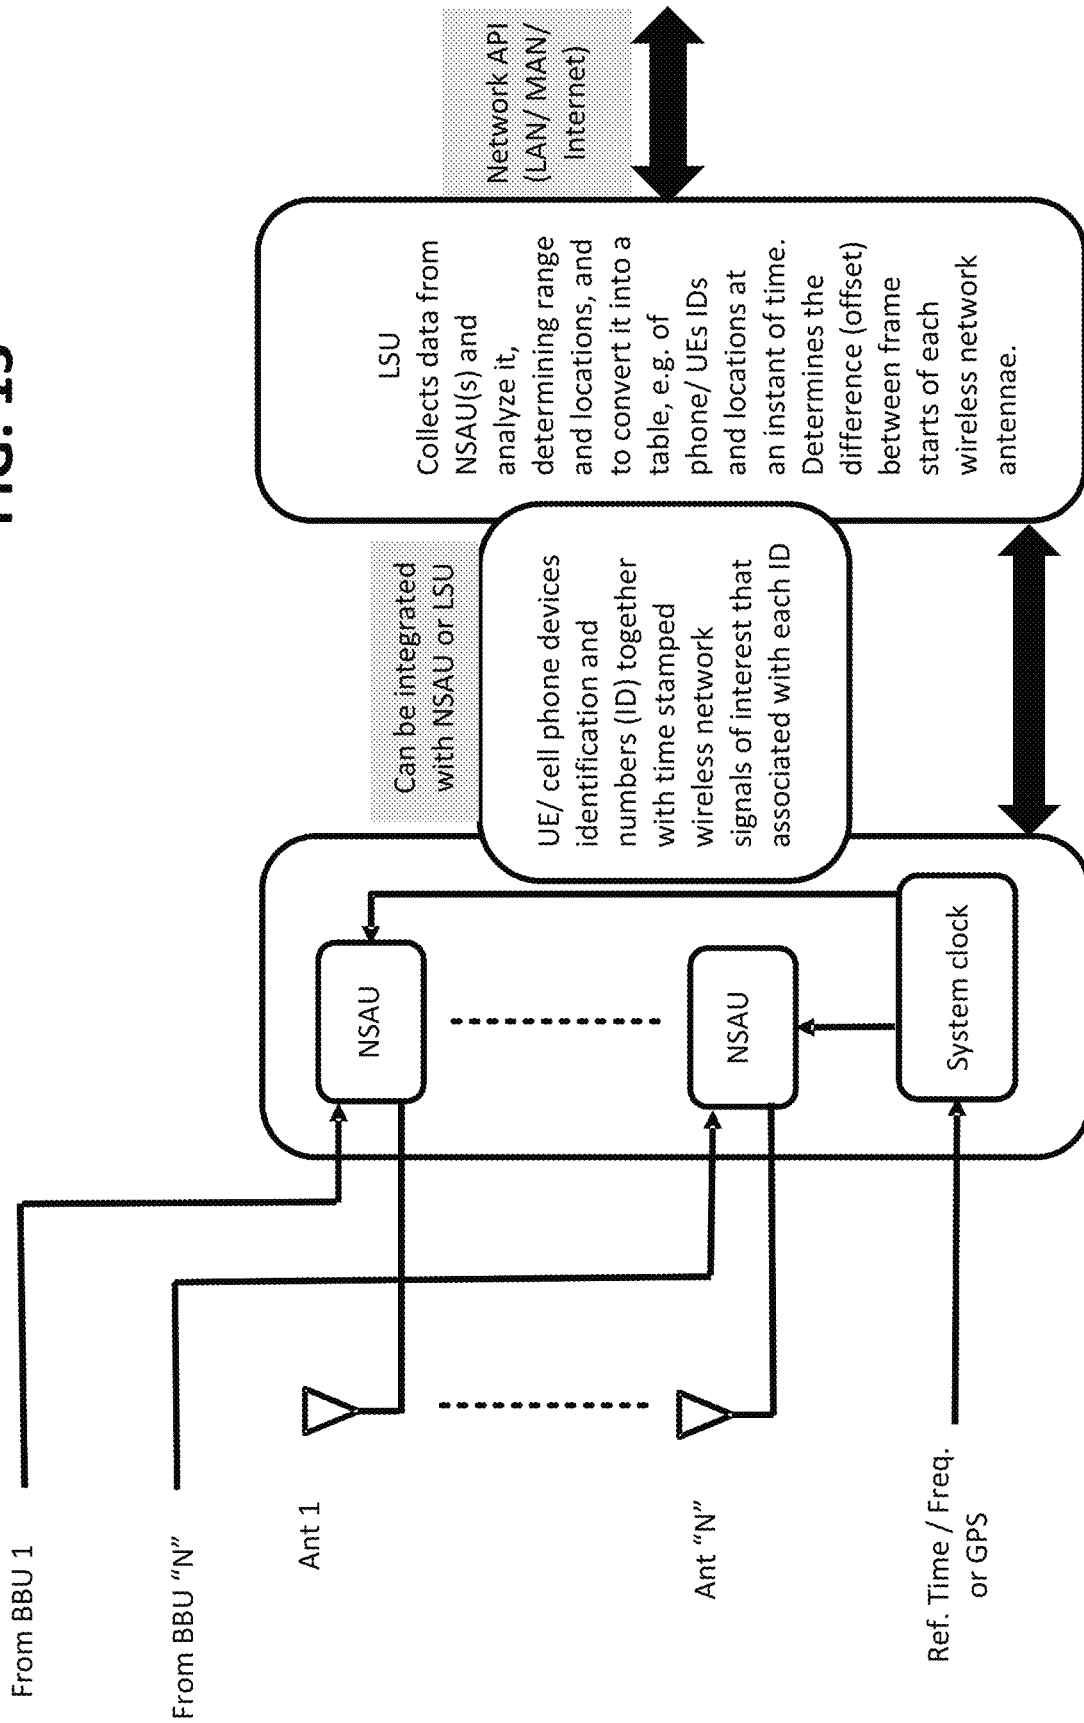 FIG.
From BBU 1
From BBU "N"
Ant 1
Ant "N"
Ref. Time / Freq.
or GPS
NSAU
NSAU
System clock
Can be integrated
with NSAU or LSU
UE/ cell phone devices
identification and
numbers (ID) together
with time stamped
wireless network
signals of interest that
associated with each ID
LSU
Collects data from
NSAU(s) and
analyze it,
determining range
and locations, and
to convert it into a
table, e.g. of
phone/ UEs IDs
and locations at
an instant of time.
Determines the
difference (offset)
between frame
starts of each
wireless network
antennae.
Network API
(LAN/ MAN/
Internet)